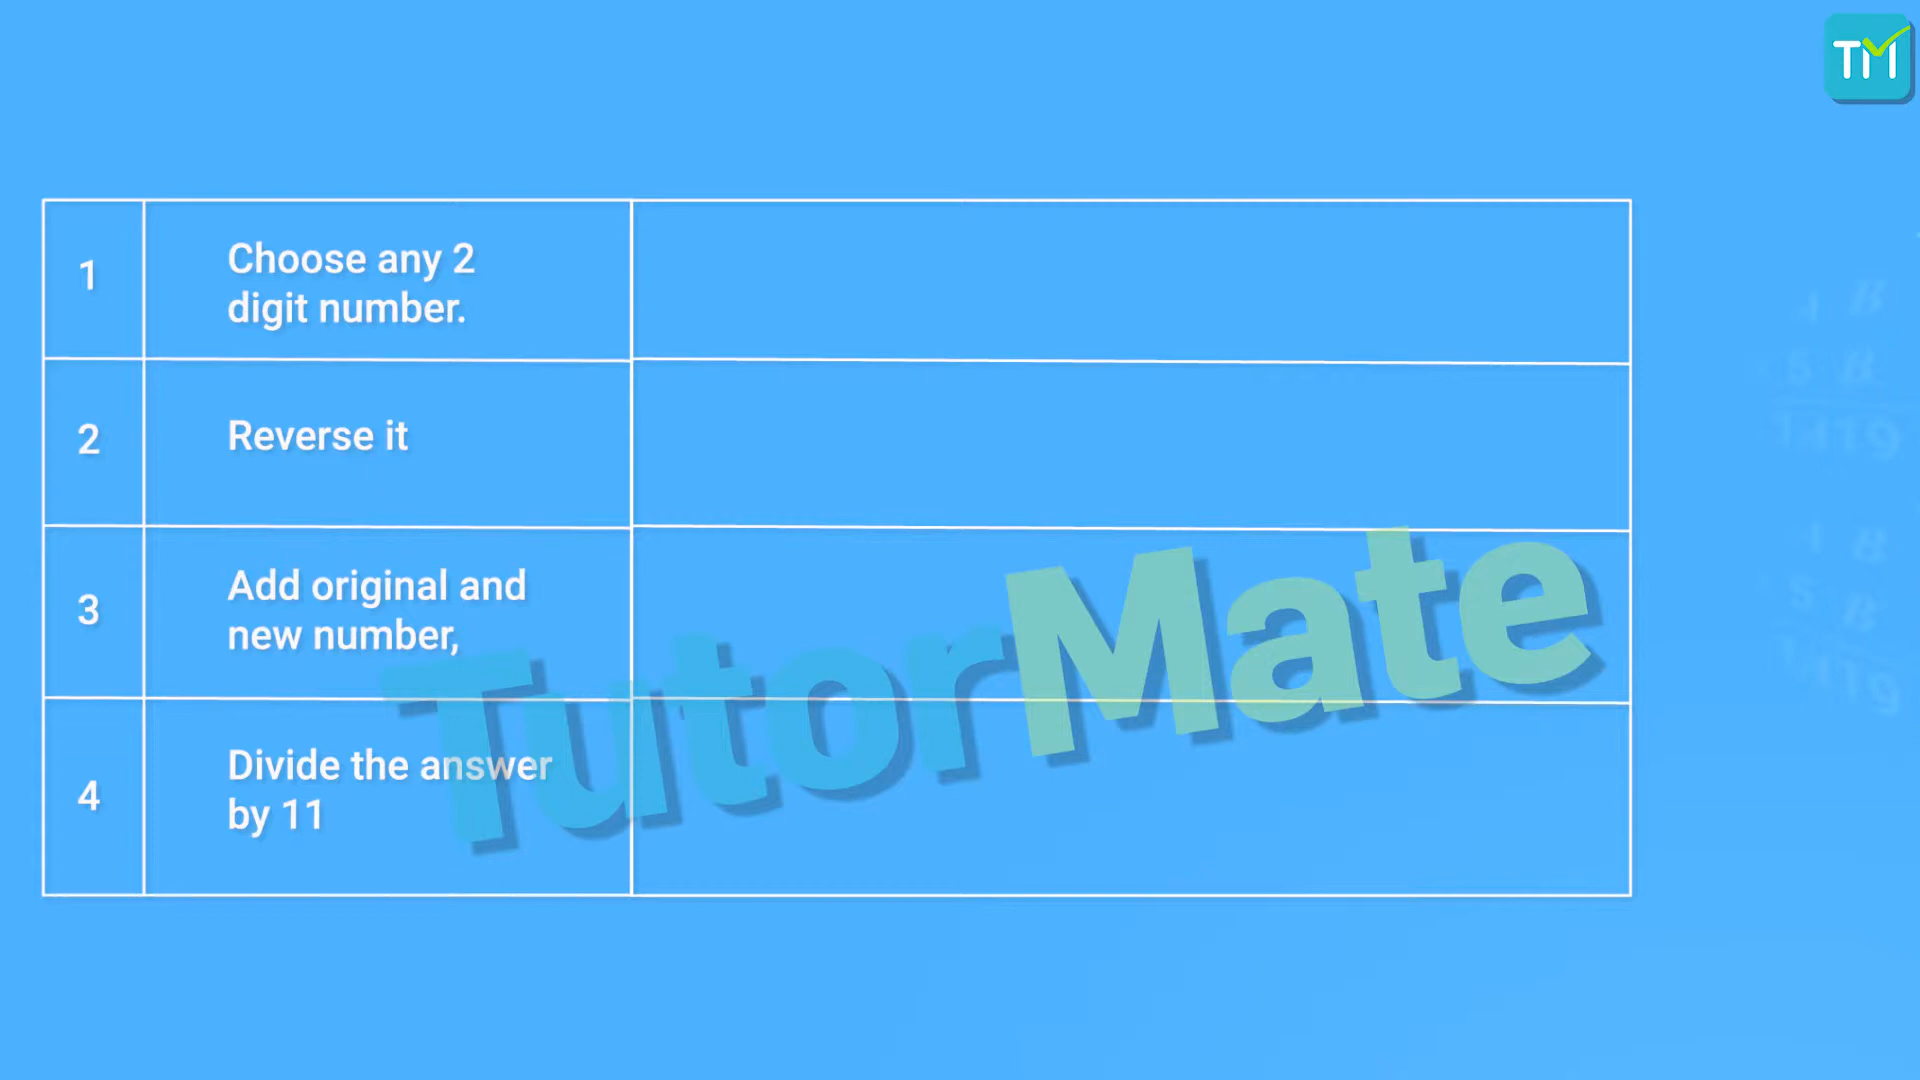 TM
1
Choose any 2
digit number.
2
Reverse it
3
Add original and
new number,
4
Divide the answer
by 11
TutorMate